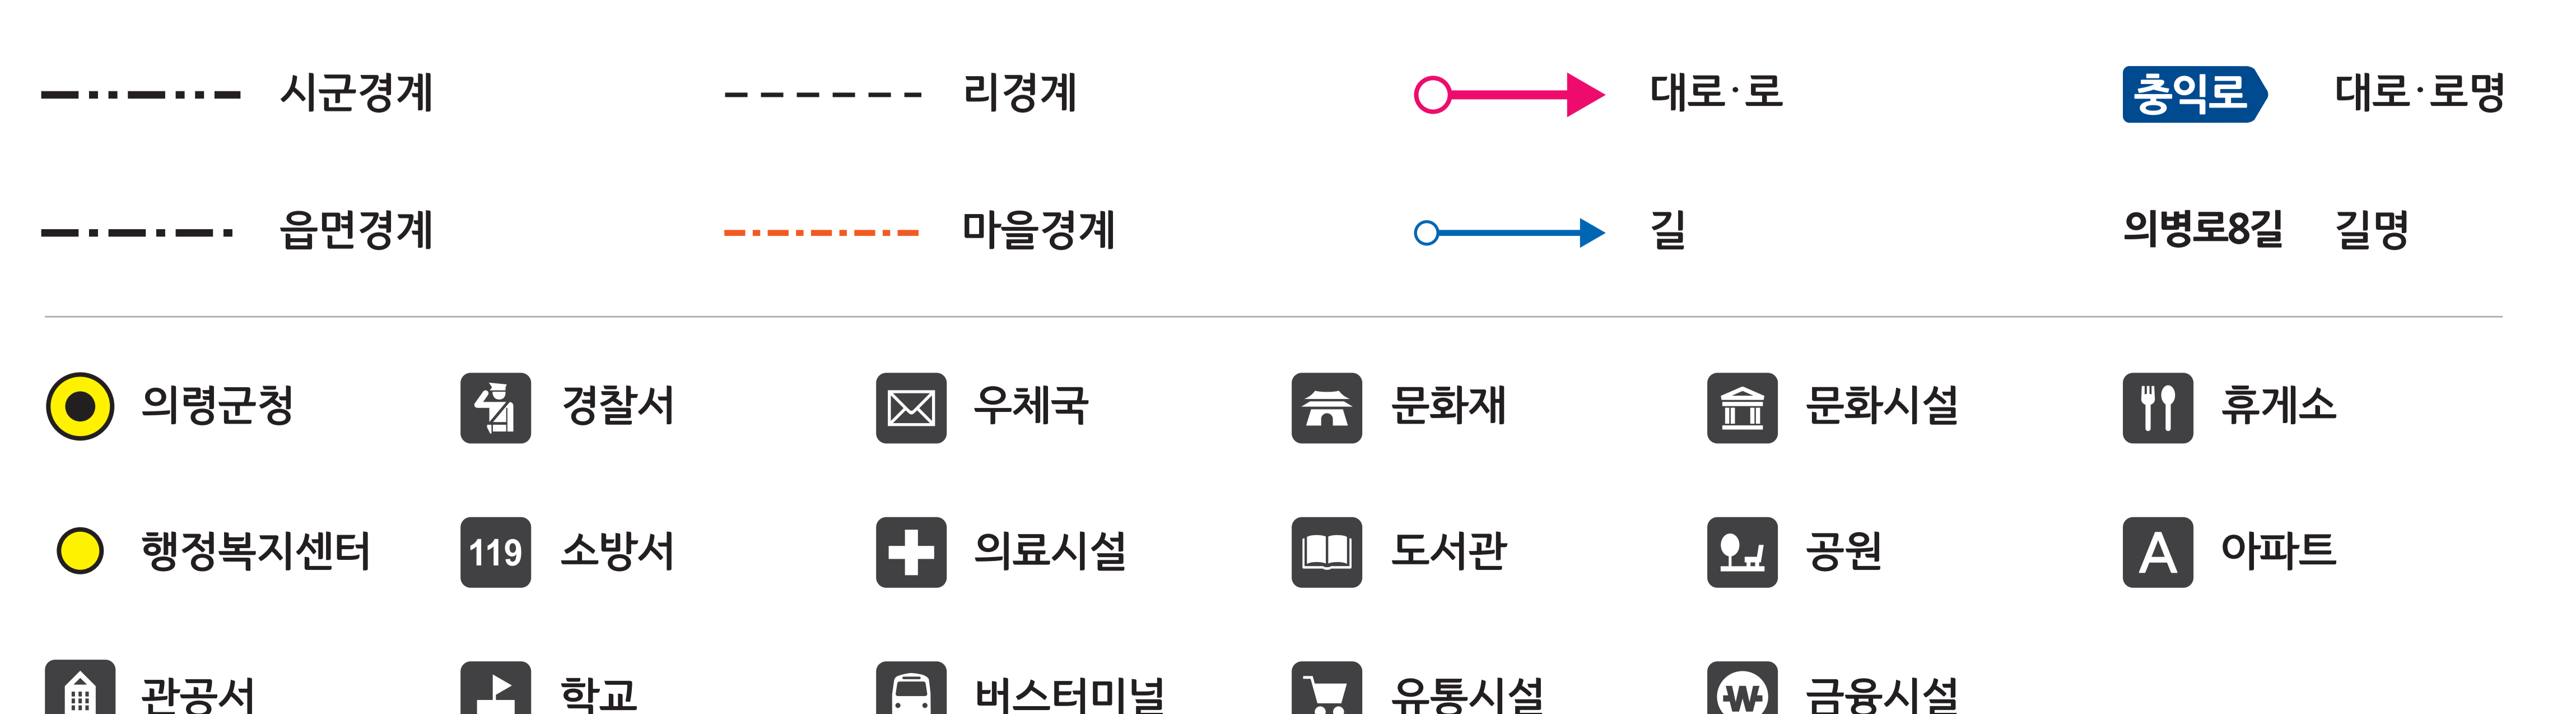 시군경계 리경계 대로·로 충익로 대로·로명
읍면경계 마을경계 길 의병로8길 길명
의령군청 경찰서 우체국 문화재 문화시설 휴게소
행정복지센터 119 소방서 의료시설 도서관 공원 A 아파트
관공서 학교 버스터미널 유통시설 ₩ 금융시설